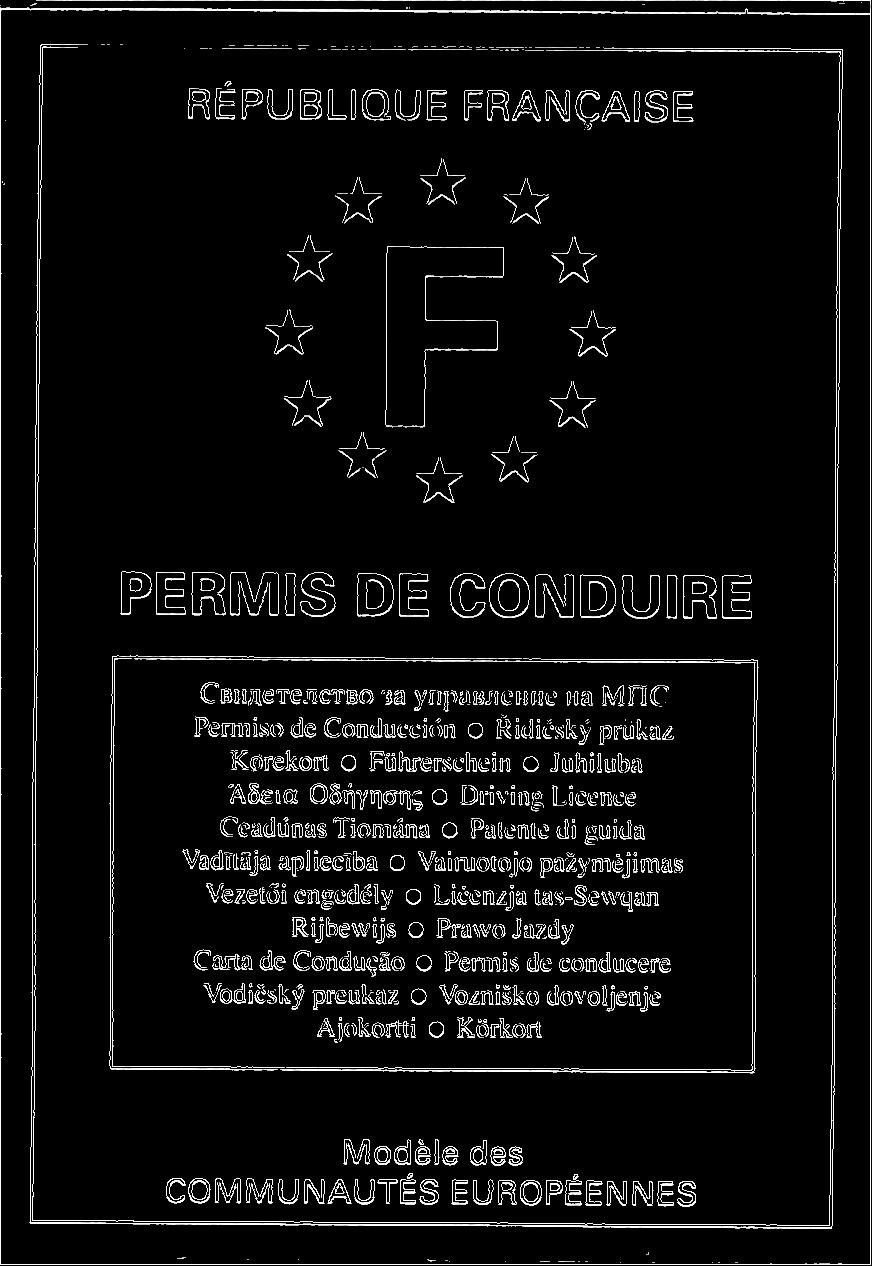 RÉPUBLIQUE FRANÇAISE
F
PERMIS DE CONDUIRE
Свидетелство за управление на МПС
Permiso de Conducción O Řidičský průkaz
Korekort O Führerschein O Juhiluba
Άδεια Οδήγησης O Driving Licence
Ceadúnas Tiomána O Patente di guida
Vadītāja apliecība O Vairuotojo pažymėjimas
Vezetői engedély O Liċenzja tas-Sewqan
Rijbewijs O Prawo Jazdy
Carta de Condução O Permis de conducere
Vodičský preukaz O Vozniško dovoljenje
Ajokortti O Körkort
Modèle des
COMMUNAUTÉS EUROPÉENNES